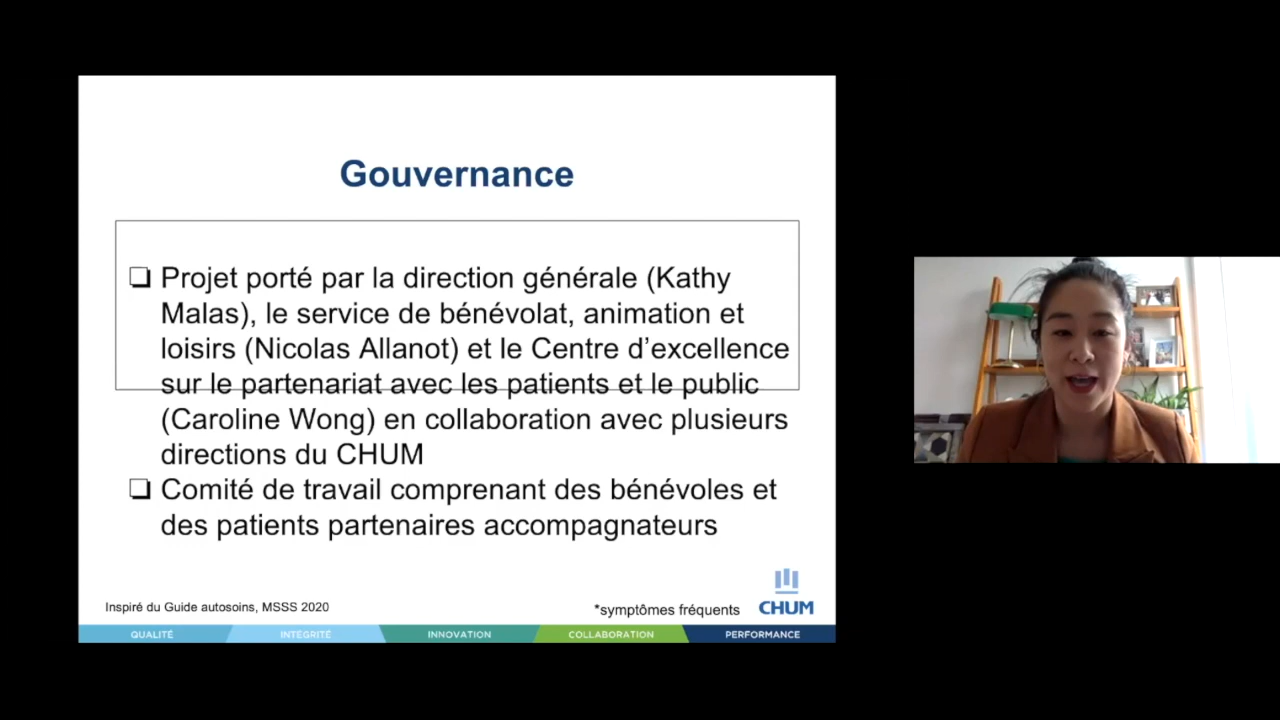 Gouvernance
❏ Projet porté par la direction générale (Kathy
Malas), le service de bénévolat, animation et
loisirs (Nicolas Allanot) et le Centre d’excellence
sur le partenariat avec les patients et le public
(Caroline Wong) en collaboration avec plusieurs
directions du CHUM
❏ Comité de travail comprenant des bénévoles et
des patients partenaires accompagnateurs
Inspiré du Guide autosoins, MSSS 2020
*symptômes fréquents
CHUM
QUALITÉ INTÉGRITÉ INNOVATION COLLABORATION PERFORMANCE